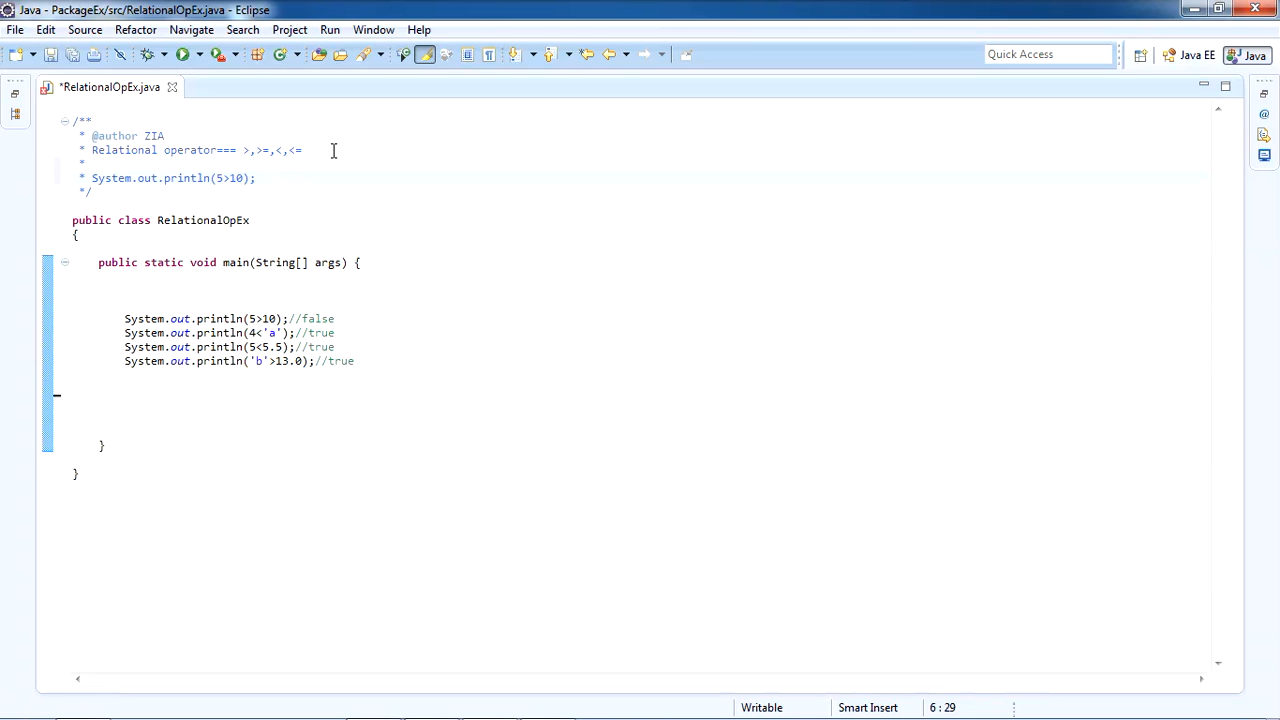 Java - PackageEx/src/RelationalOpEx.java - Eclipse
File Edit Source Refactor Navigate Search Project Run Window Help
Quick Access
Java EE
Java
*RelationalOpEx.java
/**
* @author ZIA
* Relational operator=== >,>=,<,<=
*
* System.out.println(5>10);
*/
public class RelationalOpEx
{
public static void main(String[] args) {
System.out.println(5>10);//false
System.out.println(4<'a');//true
System.out.println(5<5.5);//true
System.out.println('b'>13.0);//true
}
}
Writable
Smart Insert
6 : 29